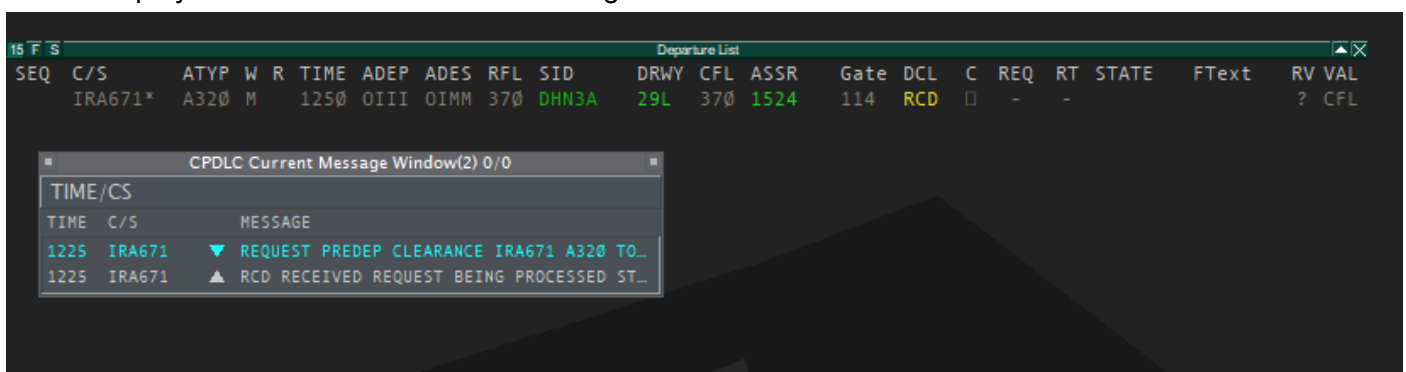 15 F S Departure List
SEQ C/S ATYP W R TIME ADEP ADES RFL SID DRWY CFL ASSR Gate DCL C REQ RT STATE FText RV VAL
IRA671* A320 M 1250 OIII OIMM 370 DHN3A 29L 370 1524 114 RCD - - ? CFL
CPDLC Current Message Window(2) 0/0
TIME/CS
TIME C/S MESSAGE
1225 IRA671 ▼ REQUEST PREDEP CLEARANCE IRA671 A320 TO…
1225 IRA671 ▲ RCD RECEIVED REQUEST BEING PROCESSED ST…